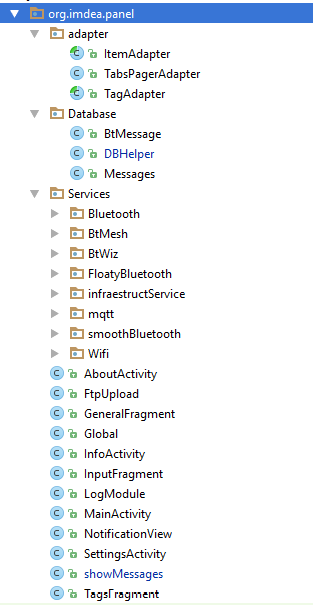 org.imdea.panel
adapter
ItemAdapter
TabsPagerAdapter
TagAdapter
Database
BtMessage
DBHelper
Messages
Services
Bluetooth
BtMesh
BtWiz
FloatyBluetooth
infraestructService
mqtt
smoothBluetooth
Wifi
AboutActivity
FtpUpload
GeneralFragment
Global
InfoActivity
InputFragment
LogModule
MainActivity
NotificationView
SettingsActivity
showMessages
TagsFragment